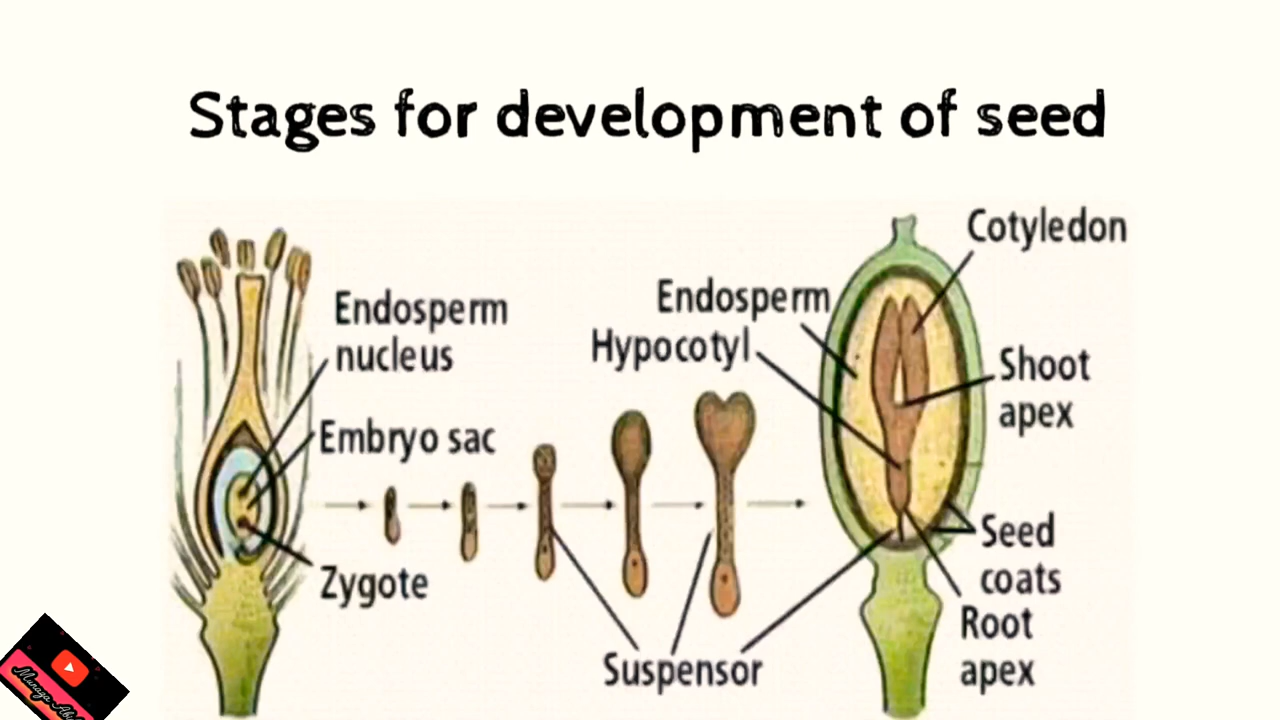 Stages for development of seed
Cotyledon
Endosperm
nucleus
Endosperm
Hypocotyl
Shoot
apex
Embryo sac
Zygote
Seed
coats
Root
apex
Suspensor